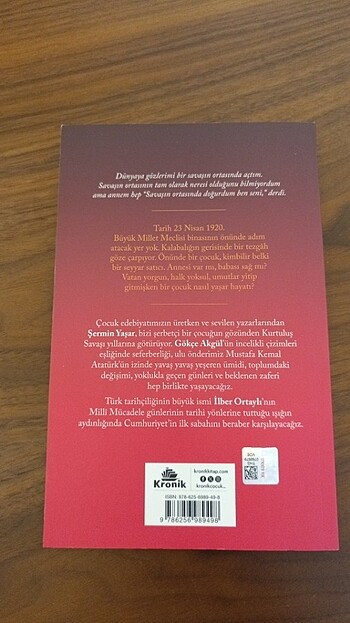 Dünyaya gözlerimi bir savaşın ortasında açtım.
Savaşın ortasının tam olarak neresi olduğunu bilmiyordum
ama annem hep "Savaşın ortasında doğurdum ben seni," derdi.
Tarih 23 Nisan 1920.
Büyük Millet Meclisi binasının önünde adım
atacak yer yok. Kalabalığın gerisinde bir tezgâh
göze çarpıyor. Önünde bir çocuk, kimbilir belki
bir seyyar satıcı. Annesi var mı, babası sağ mı?
Vatan yorgun, halk yoksul, umutlar yitip
gitmişken bir çocuk nasıl yaşar hayatı?
Çocuk edebiyatımızın üretken ve sevilen yazarlarından
Şermin Yaşar, bizi şerbetçi bir çocuğun gözünden Kurtuluş
Savaşı yıllarına götürüyor. Gökçe Akgül'ün incelikli çizimleri
eşliğinde seferberliği, ulu önderimiz Mustafa Kemal
Atatürk'ün izinde yavaş yavaş yeşeren ümidi, toplumdaki
değişimi, yoklukla geçen günleri ve beklenen zaferi
hep birlikte yaşayacağız.
Türk tarihçiliğinin büyük ismi İlber Ortaylı'nın
Millî Mücadele günlerinin tarihi yönlerine tuttuğu ışığın
aydınlığında Cumhuriyet'in ilk sabahını beraber karşılayacağız.
Kronik
kronikkitap.com
kronikcocuk
ISBN: 978-625-6989-49-8
9 786256 989498